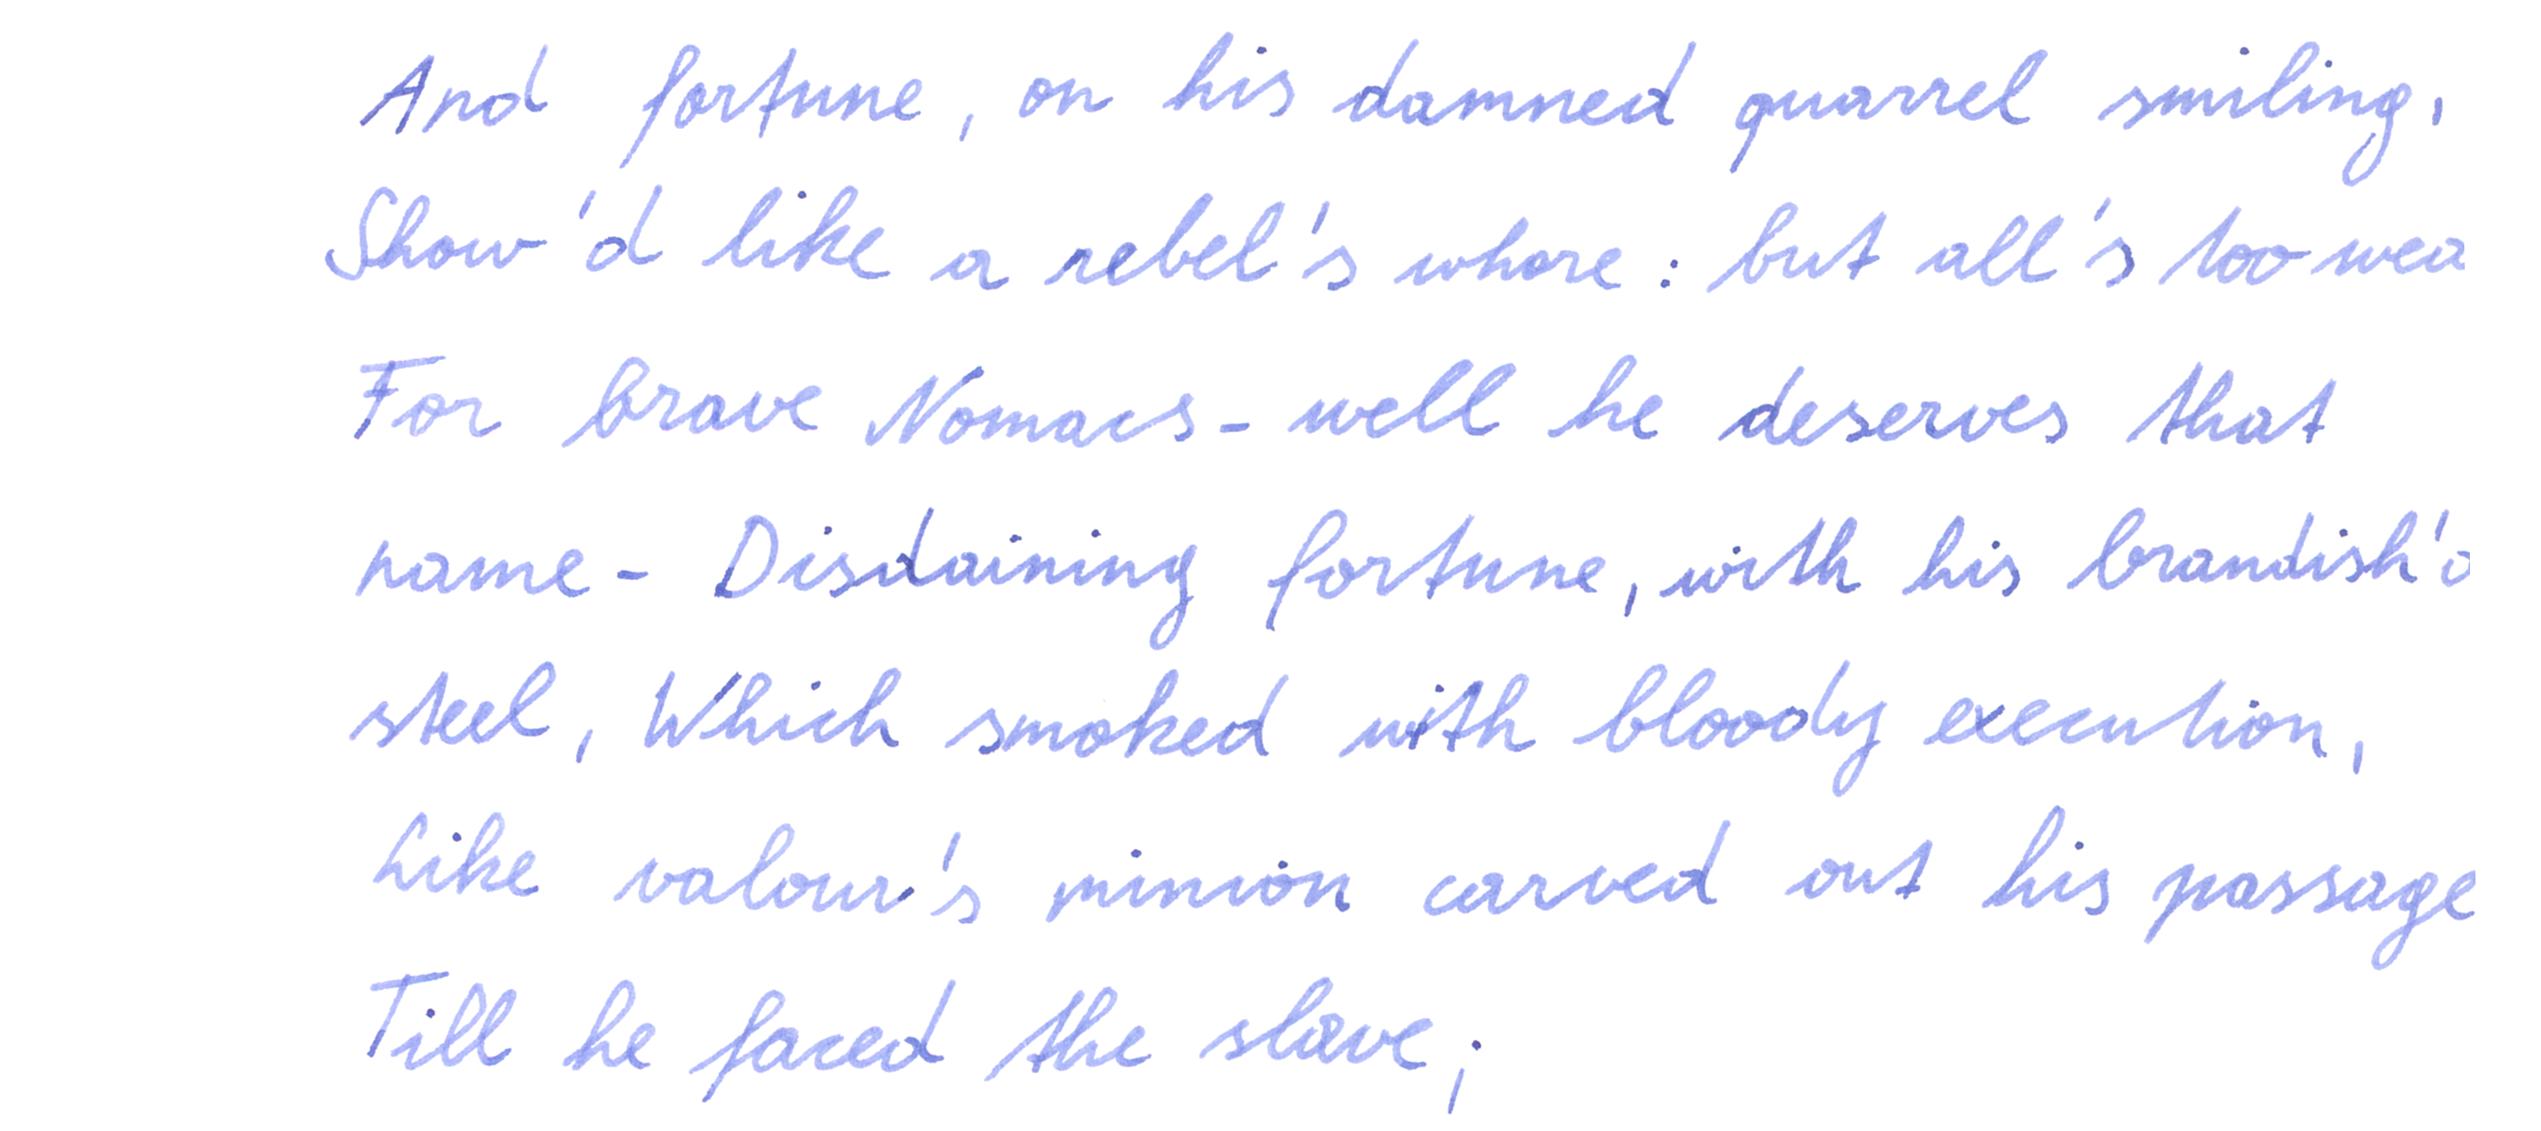 And fortune, on his damned quarrel smiling,
Show'd like a rebel's whore: but all's too wea
For brave Nomacs - well he deserves that
name - Disdaining fortune, with his brandish'd
steel, Which smoked with bloody execution,
Like valour's minion carved out his passage
Till he faced the slave;